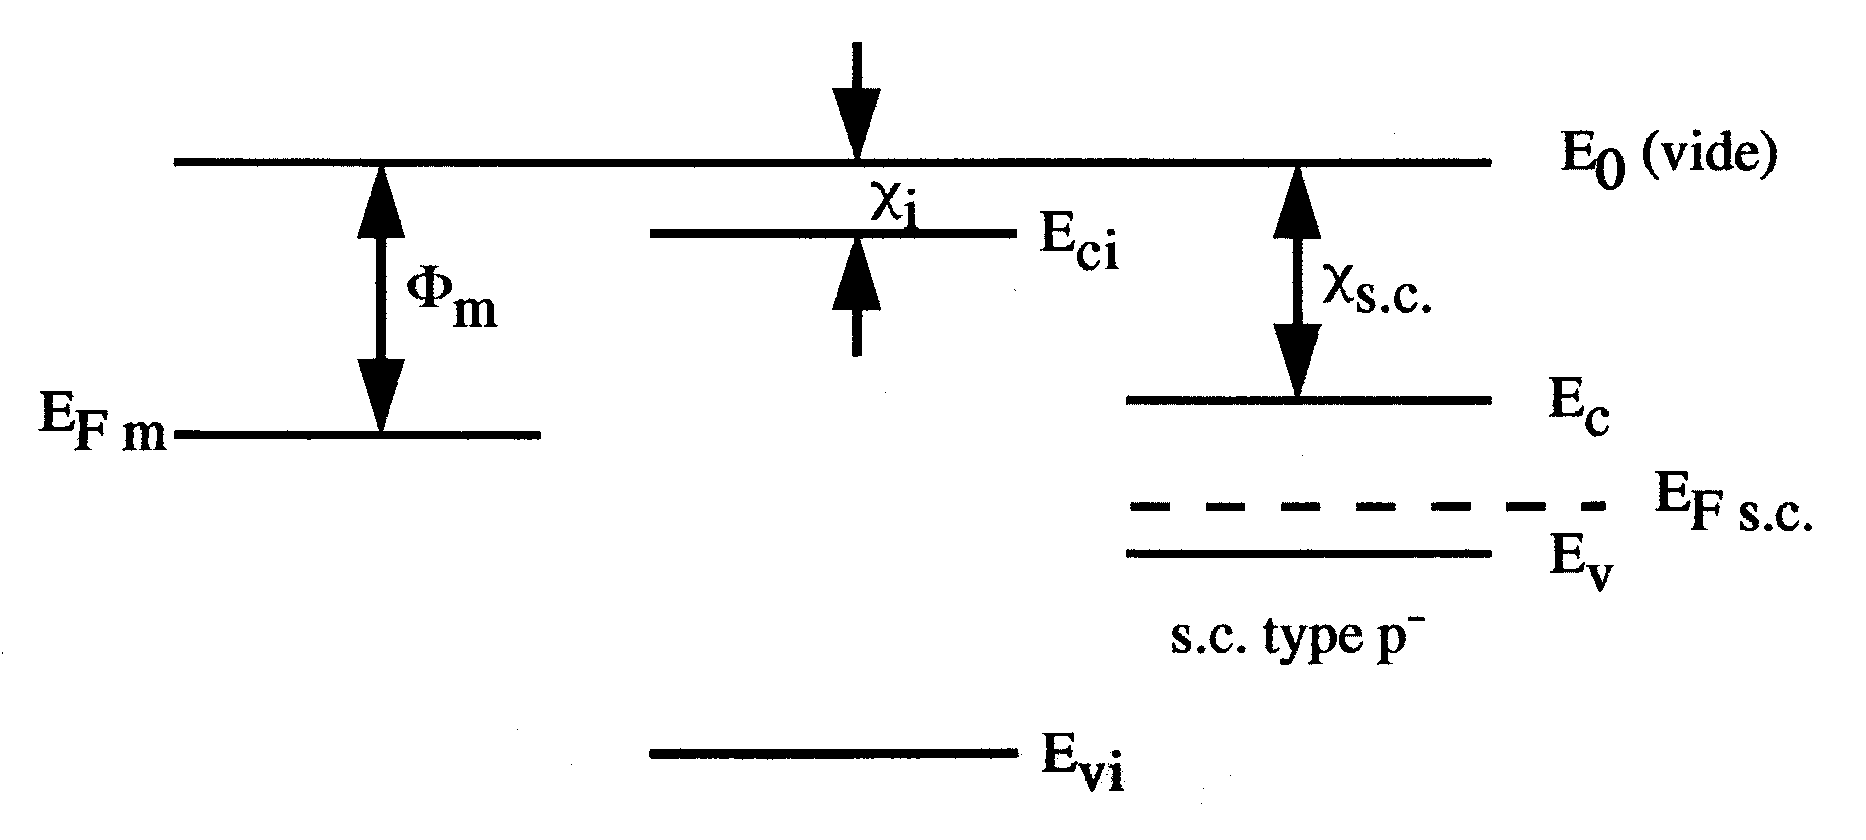 E0 (vide)
χi
Eci
Φm
χs.c.
EF m
Ec
EF s.c.
Ev
s.c. type p-
Evi